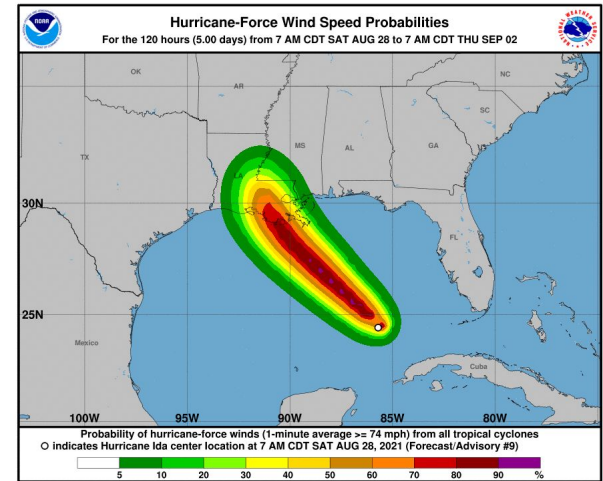 NOAA
NATIONAL WEATHER SERVICE
Hurricane-Force Wind Speed Probabilities
For the 120 hours (5.00 days) from 7 AM CDT SAT AUG 28 to 7 AM CDT THU SEP 02
OK
NC
AR
SC
MS
AL
GA
TX
LA
30N
FL
25N
Mexico
Cuba
100W 95W 90W 85W 80W
Probability of hurricane-force winds (1-minute average >= 74 mph) from all tropical cyclones
O indicates Hurricane Ida center location at 7 AM CDT SAT AUG 28, 2021 (Forecast/Advisory #9)
5 10 20 30 40 50 60 70 80 90 %